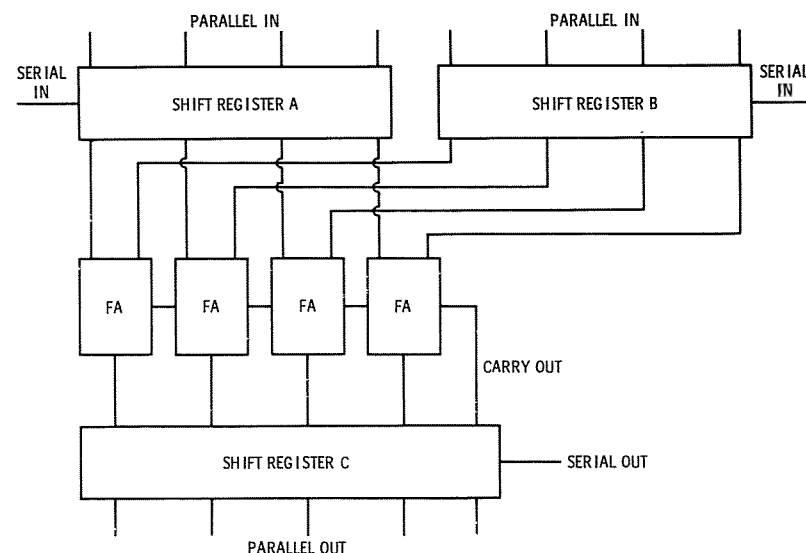 PARALLEL IN
PARALLEL IN
SERIAL
IN
SHIFT REGISTER A
SHIFT REGISTER B
SERIAL
IN
FA
FA
FA
FA
CARRY OUT
SHIFT REGISTER C
SERIAL OUT
PARALLEL OUT